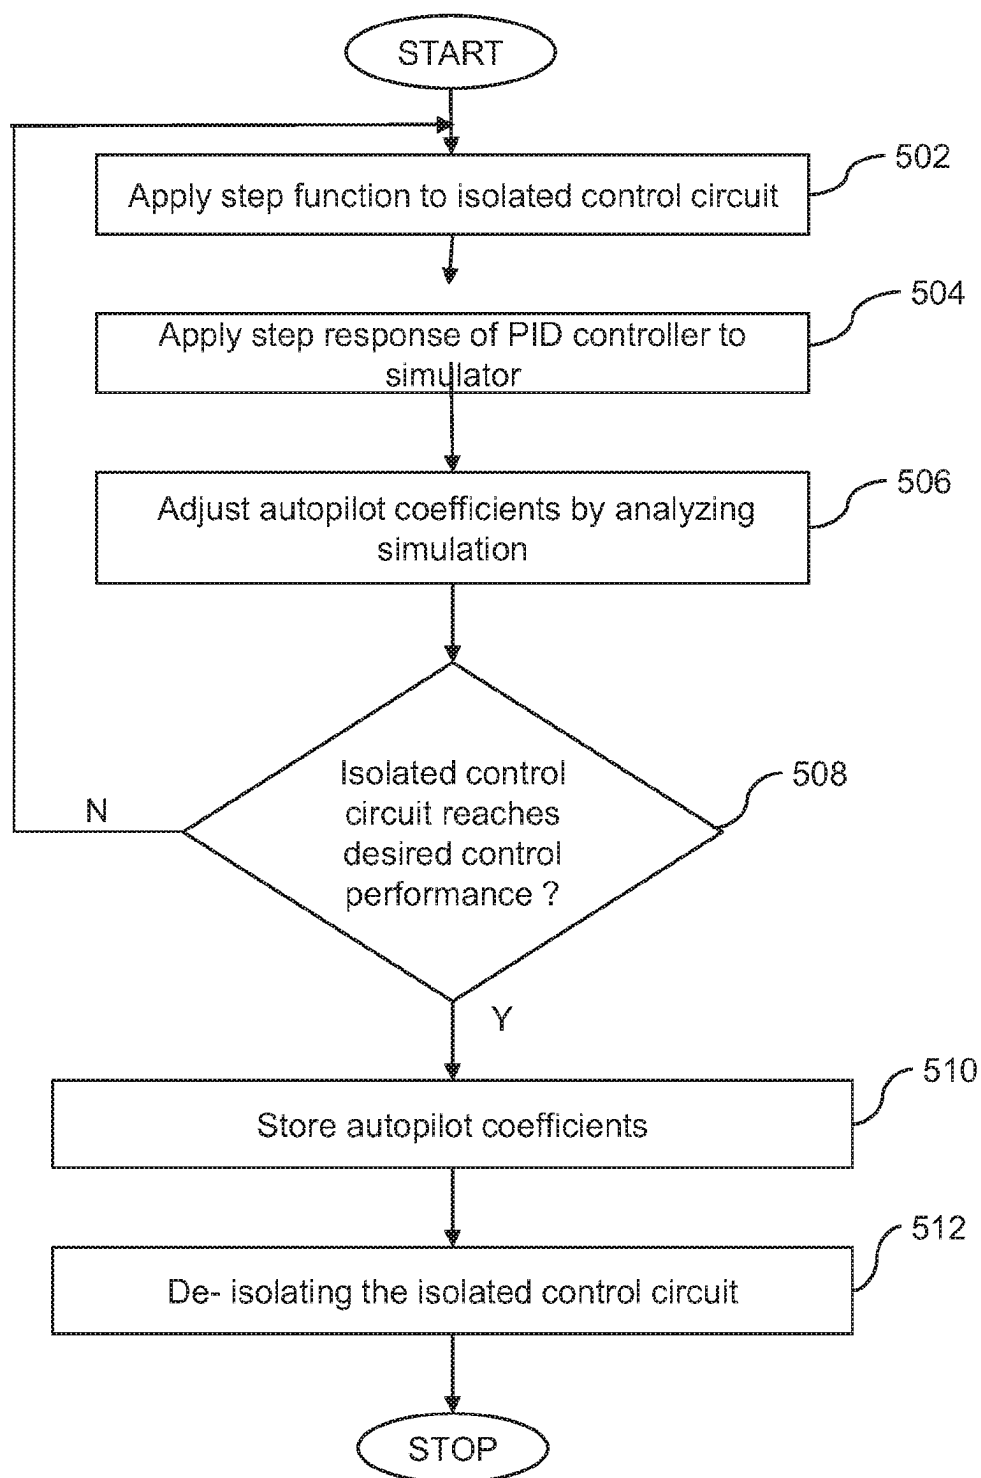 START
Apply step function to isolated control circuit
502
504
Apply step response of PID controller to
simulator
506
Adjust autopilot coefficients by analyzing
simulation
Isolated control
circuit reaches
desired control
performance ?
508
N
Y
510
Store autopilot coefficients
512
De- isolating the isolated control circuit
STOP